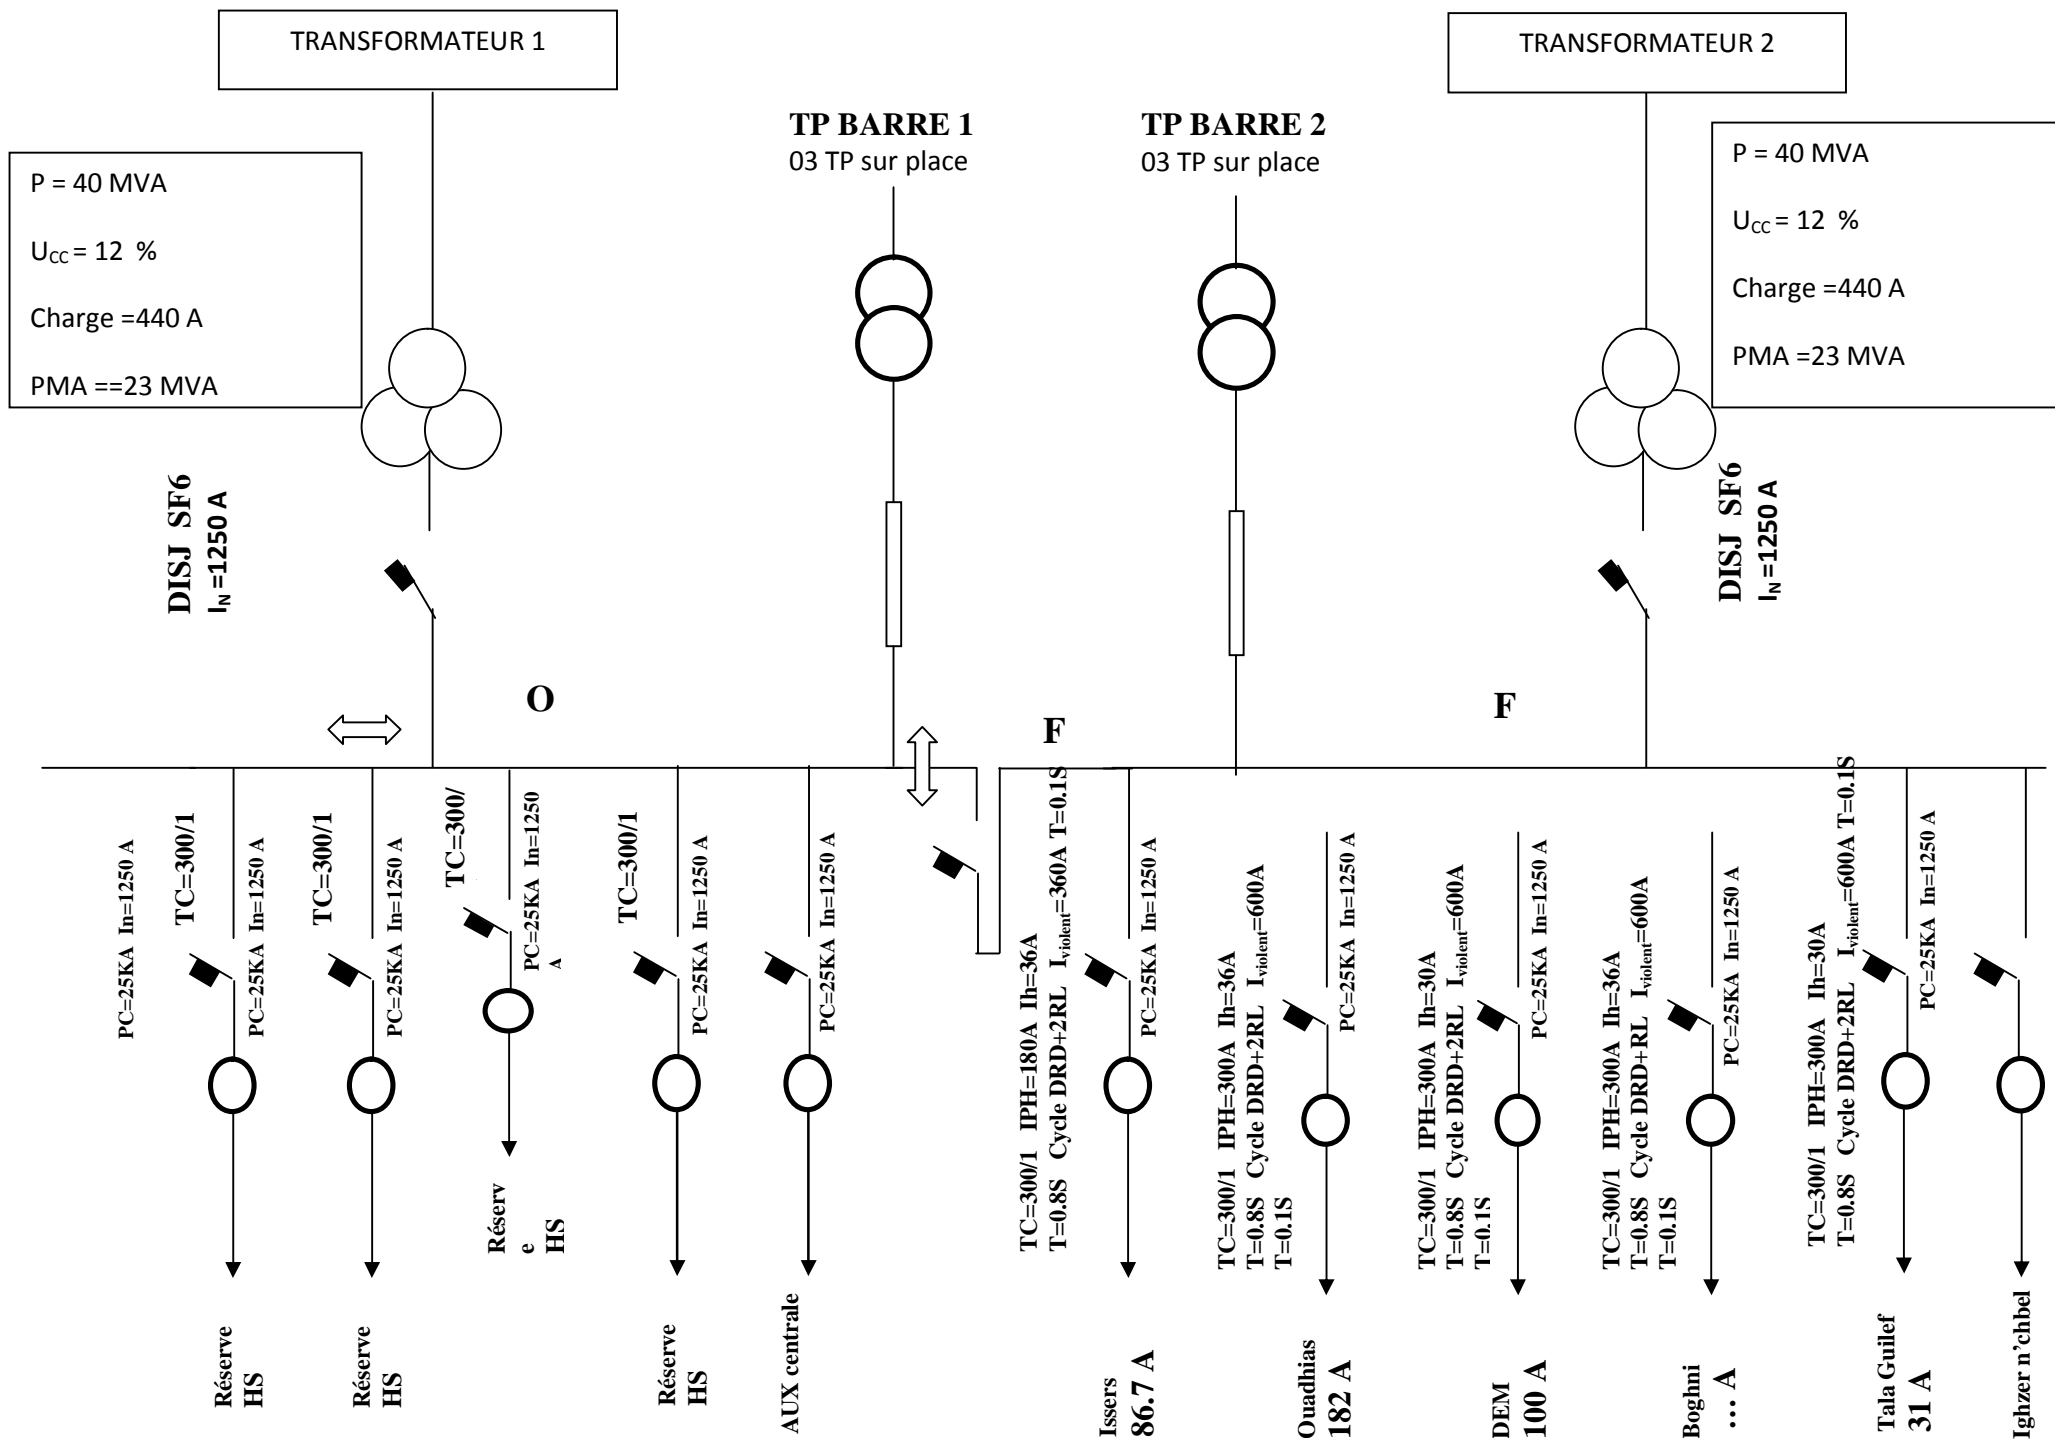 TRANSFORMATEUR 1
TRANSFORMATEUR 2
P = 40 MVA
UCC = 12 %
Charge =440 A
PMA ==23 MVA
TP BARRE 1
03 TP sur place
TP BARRE 2
03 TP sur place
P = 40 MVA
UCC = 12 %
Charge =440 A
PMA =23 MVA
DISJ SF6
IN =1250 A
DISJ SF6
IN =1250 A
O
F
F
PC=25KA In=1250 A
TC=300/1
PC=25KA In=1250 A
TC=300/1
PC=25KA In=1250 A
TC=300/
PC=25KA In=1250
A
TC=300/1
PC=25KA In=1250 A
PC=25KA In=1250 A
TC=300/1 IPH=180A Ih=36A
T=0.8S Cycle DRD+2RL Iviolent=360A T=0.1S
PC=25KA In=1250 A
TC=300/1 IPH=300A Ih=36A
T=0.8S Cycle DRD+2RL Iviolent=600A
T=0.1S
PC=25KA In=1250 A
TC=300/1 IPH=300A Ih=30A
T=0.8S Cycle DRD+2RL Iviolent=600A
T=0.1S
PC=25KA In=1250 A
TC=300/1 IPH=300A Ih=36A
T=0.8S Cycle DRD+RL Iviolent=600A
T=0.1S
PC=25KA In=1250 A
TC=300/1 IPH=300A Ih=30A
T=0.8S Cycle DRD+2RL Iviolent=600A T=0.1S
PC=25KA In=1250 A
Réserve
HS
Réserve
HS
Réserv
e HS
Réserve
HS
AUX centrale
Issers
86.7 A
Ouadhias
182 A
DEM
100 A
Boghni
... A
Tala Guilef
31 A
Ighzer n'chbel